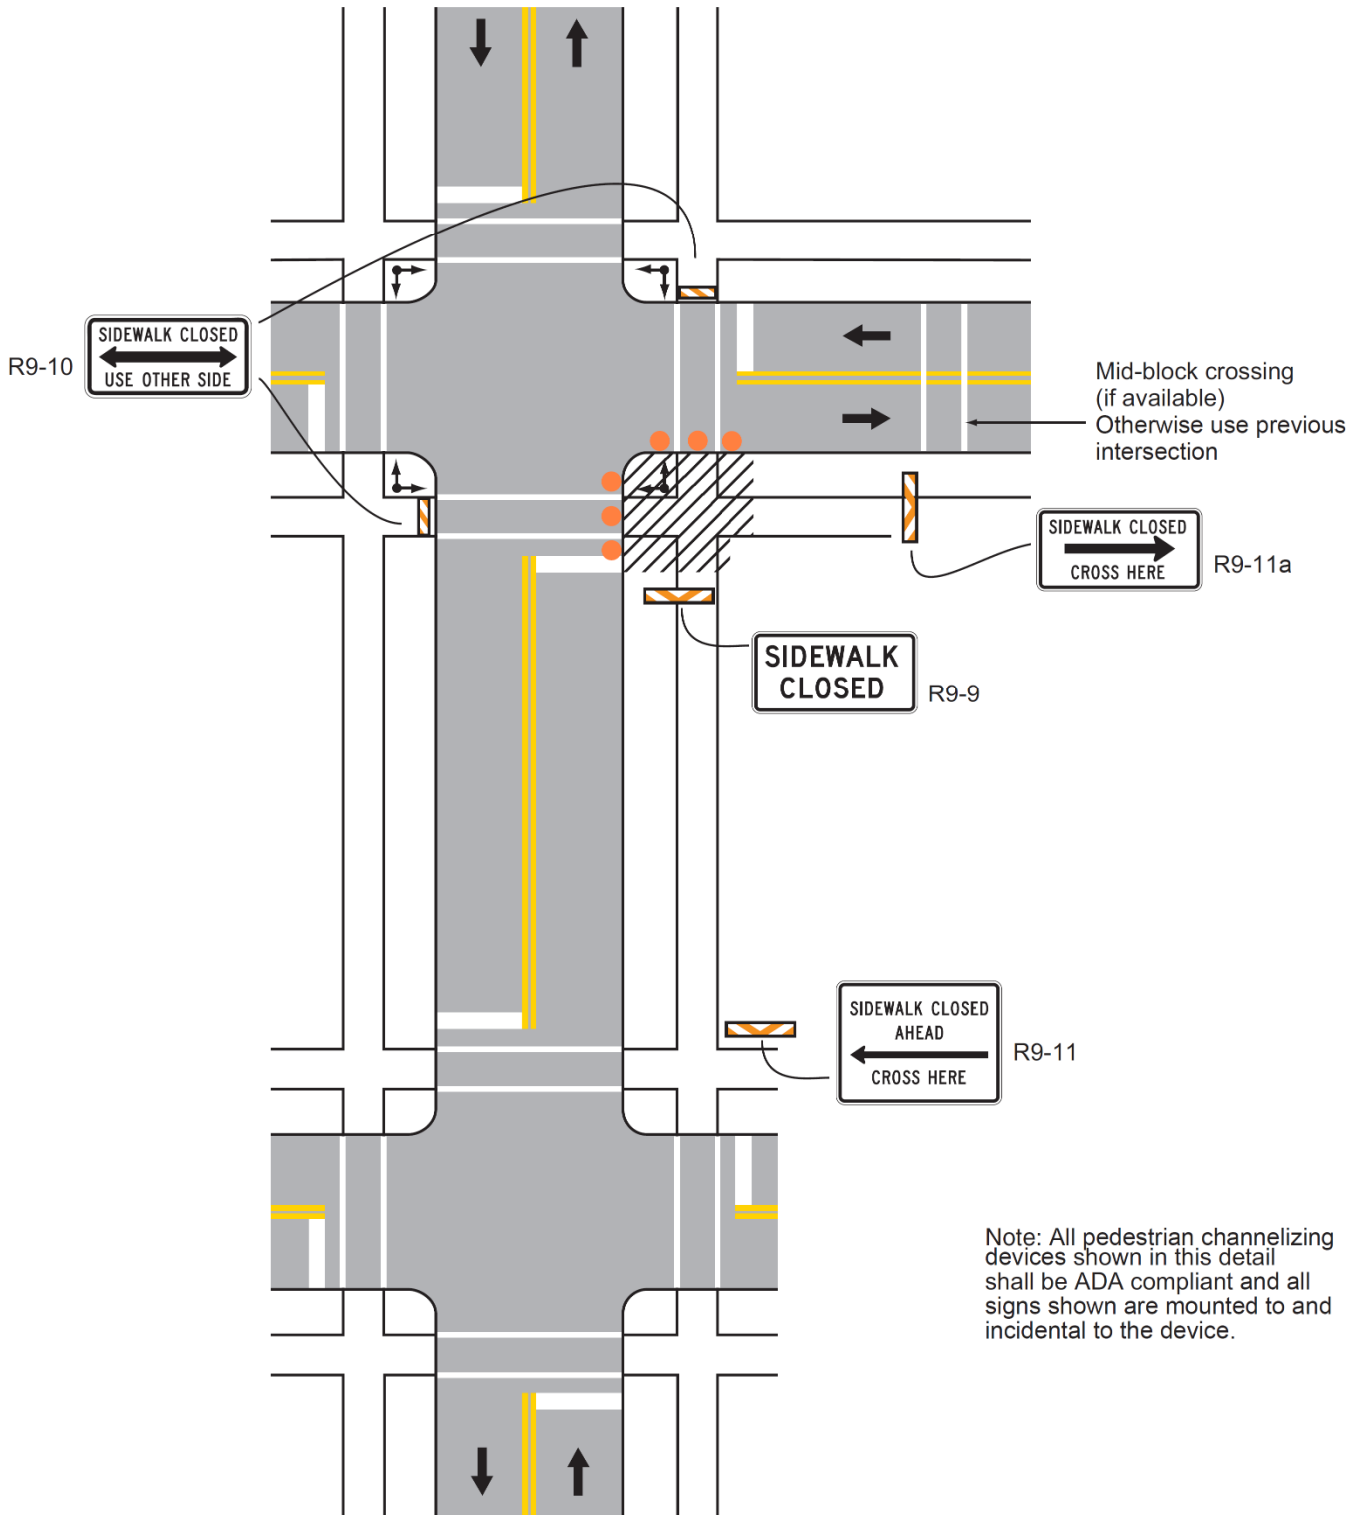 R9-10
SIDEWALK CLOSED
USE OTHER SIDE
Mid-block crossing
(if available)
Otherwise use previous
intersection
SIDEWALK CLOSED
CROSS HERE
R9-11a
SIDEWALK
CLOSED
R9-9
SIDEWALK CLOSED
AHEAD
CROSS HERE
R9-11
Note: All pedestrian channelizing
devices shown in this detail
shall be ADA compliant and all
signs shown are mounted to and
incidental to the device.